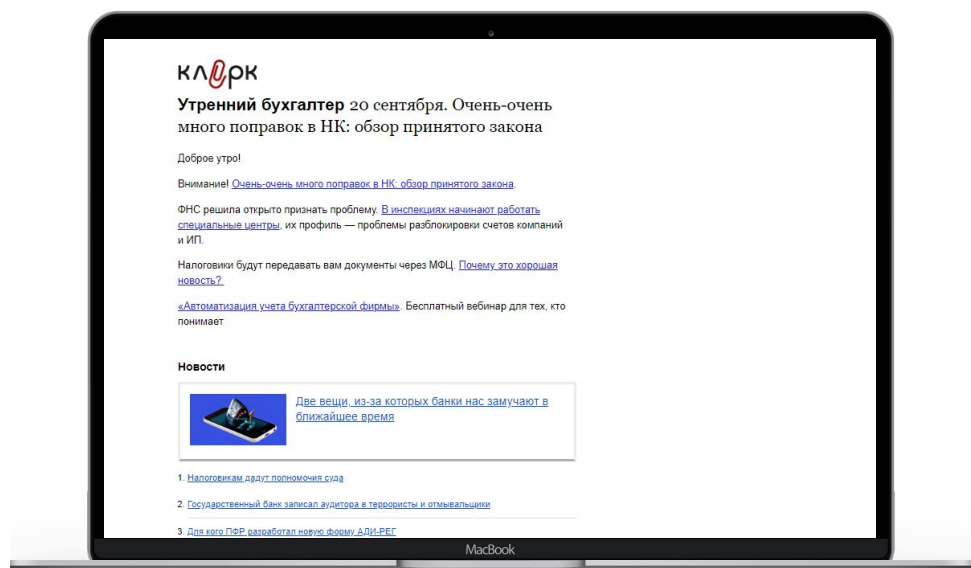 клерк
Утренний бухгалтер 20 сентября. Очень-очень
много поправок в НК: обзор принятого закона
Доброе утро!
Внимание! Очень-очень много поправок в НК: обзор принятого закона.
ФНС решила открыто признать проблему. В инспекциях начинают работать
специальные центры, их профиль — проблемы разблокировки счетов компаний
и ИП.
Налоговики будут передавать вам документы через МФЦ. Почему это хорошая
новость?
«Автоматизация учета бухгалтерской фирмы». Бесплатный вебинар для тех, кто
понимает
Новости
Две вещи, из-за которых банки нас замучают в
ближайшее время
1. Налоговикам дадут полномочия суда
2. Государственный банк записал аудитора в террористы и отмывальщики
3. Для кого ПФР разработал новую форму АДИ-РЕГ
MacBook